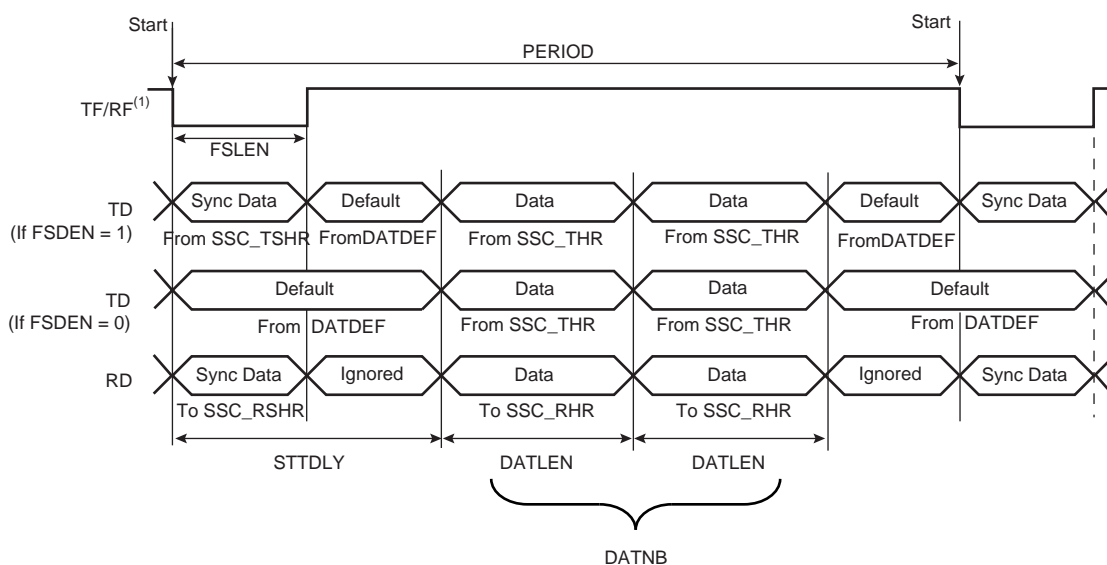 Start
Start
PERIOD
TF/RF(1)
FSLEN
TD
(If FSDEN = 1)
Sync Data
Default
Data
Data
Default
Sync Data
From SSC_TSHR
FromDATDEF
From SSC_THR
From SSC_THR
FromDATDEF
TD
(If FSDEN = 0)
Default
Data
Data
Default
From DATDEF
From SSC_THR
From SSC_THR
From DATDEF
RD
Sync Data
Ignored
Data
Data
Ignored
Sync Data
To SSC_RSHR
To SSC_RHR
To SSC_RHR
STTDLY
DATLEN
DATLEN
DATNB